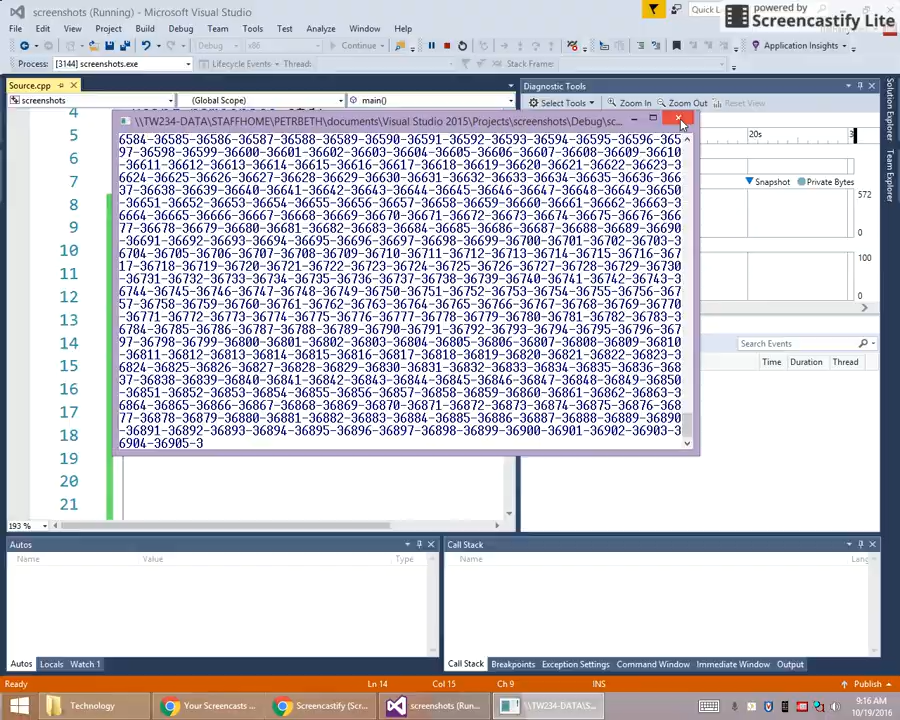 screenshots (Running) - Microsoft Visual Studio
Quick L
powered by
Screencastify Lite
File Edit View Project Build Debug Team Tools Test Analyze Window Help
Debug x86 Continue Application Insights
Process: [3144] screenshots.exe Lifecycle Events Thread: Stack Frame:
Source.cpp
screenshots (Global Scope) main()
Diagnostic Tools
Select Tools Zoom In Zoom Out Reset View
Solution Explorer
Team Explorer
\\TW234-DATA\STAFFHOME\PETRBETH\documents\Visual Studio 2015\Projects\screenshots\Debug\sc...
20s
Snapshot Private Bytes
572
0
100
0
6584-36585-36586-36587-36588-36589-36590-36591-36592-36593-36594-36595-36596-365
97-36598-36599-36600-36601-36602-36603-36604-36605-36606-36607-36608-36609-36610
-36611-36612-36613-36614-36615-36616-36617-36618-36619-36620-36621-36622-36623-3
6624-36625-36626-36627-36628-36629-36630-36631-36632-36633-36634-36635-36636-366
37-36638-36639-36640-36641-36642-36643-36644-36645-36646-36647-36648-36649-36650
-36651-36652-36653-36654-36655-36656-36657-36658-36659-36660-36661-36662-36663-3
6664-36665-36666-36667-36668-36669-36670-36671-36672-36673-36674-36675-36676-366
77-36678-36679-36680-36681-36682-36683-36684-36685-36686-36687-36688-36689-36690
-36691-36692-36693-36694-36695-36696-36697-36698-36699-36700-36701-36702-36703-3
6704-36705-36706-36707-36708-36709-36710-36711-36712-36713-36714-36715-36716-367
17-36718-36719-36720-36721-36722-36723-36724-36725-36726-36727-36728-36729-36730
-36731-36732-36733-36734-36735-36736-36737-36738-36739-36740-36741-36742-36743-3
6744-36745-36746-36747-36748-36749-36750-36751-36752-36753-36754-36755-36756-367
57-36758-36759-36760-36761-36762-36763-36764-36765-36766-36767-36768-36769-36770
-36771-36772-36773-36774-36775-36776-36777-36778-36779-36780-36781-36782-36783-3
6784-36785-36786-36787-36788-36789-36790-36791-36792-36793-36794-36795-36796-367
97-36798-36799-36800-36801-36802-36803-36804-36805-36806-36807-36808-36809-36810
-36811-36812-36813-36814-36815-36816-36817-36818-36819-36820-36821-36822-36823-3
6824-36825-36826-36827-36828-36829-36830-36831-36832-36833-36834-36835-36836-368
37-36838-36839-36840-36841-36842-36843-36844-36845-36846-36847-36848-36849-36850
-36851-36852-36853-36854-36855-36856-36857-36858-36859-36860-36861-36862-36863-3
6864-36865-36866-36867-36868-36869-36870-36871-36872-36873-36874-36875-36876-368
77-36878-36879-36880-36881-36882-36883-36884-36885-36886-36887-36888-36889-36890
-36891-36892-36893-36894-36895-36896-36897-36898-36899-36900-36901-36902-36903-3
6904-36905-3
4
5
6
7
8
9
10
11
12
13
14
15
16
17
18
19
20
21
Search Events
Time Duration Thread
193 %
Autos
Name Value Type
Call Stack
Name Lang
Autos Locals Watch 1
Call Stack Breakpoints Exception Settings Command Window Immediate Window Output
Ready Ln 14 Col 15 Ch 9 INS Publish
Technology Your Screencasts ... Screencastify (Scre... screenshots (Runn... \\TW234-DATA\S...
9:16 AM
10/19/2016